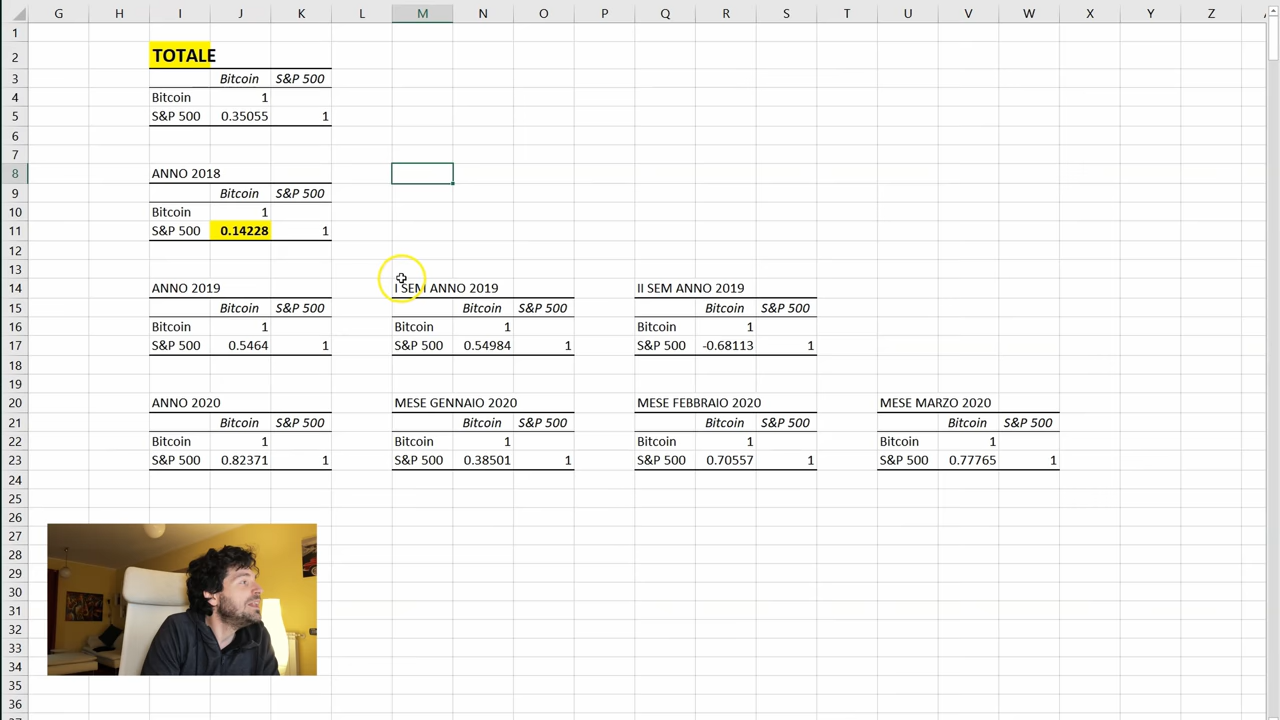 G H I J K L M N O P Q R S T U V W X Y Z
1
2 TOTALE
3 Bitcoin S&P 500
4 Bitcoin 1
5 S&P 500 0.35055 1
6
7
8 ANNO 2018
9 Bitcoin S&P 500
10 Bitcoin 1
11 S&P 500 0.14228 1
12
13
14 ANNO 2019 I SEM ANNO 2019 II SEM ANNO 2019
15 Bitcoin S&P 500 Bitcoin S&P 500 Bitcoin S&P 500
16 Bitcoin 1 Bitcoin 1 Bitcoin 1
17 S&P 500 0.5464 1 S&P 500 0.54984 1 S&P 500 -0.68113 1
18
19
20 ANNO 2020 MESE GENNAIO 2020 MESE FEBBRAIO 2020 MESE MARZO 2020
21 Bitcoin S&P 500 Bitcoin S&P 500 Bitcoin S&P 500 Bitcoin S&P 500
22 Bitcoin 1 Bitcoin 1 Bitcoin 1 Bitcoin 1
23 S&P 500 0.82371 1 S&P 500 0.38501 1 S&P 500 0.70557 1 S&P 500 0.77765 1
24
25
26
27
28
29
30
31
32
33
34
35
36